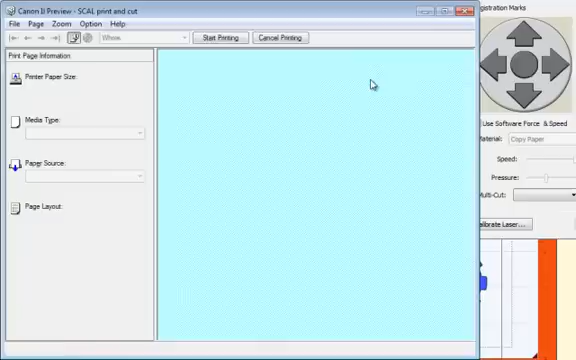 Canon IJ Preview - SCAL print and cut
File Page Zoom Option Help
Whole.
Start Printing
Cancel Printing
Print Page Information:
Printer Paper Size:
Media Type:
Paper Source:
Page Layout:
gistration Marks
Use Software Force & Speed
Material:
Copy Paper
Speed:
Pressure:
Multi-Cut:
alibrate Laser...